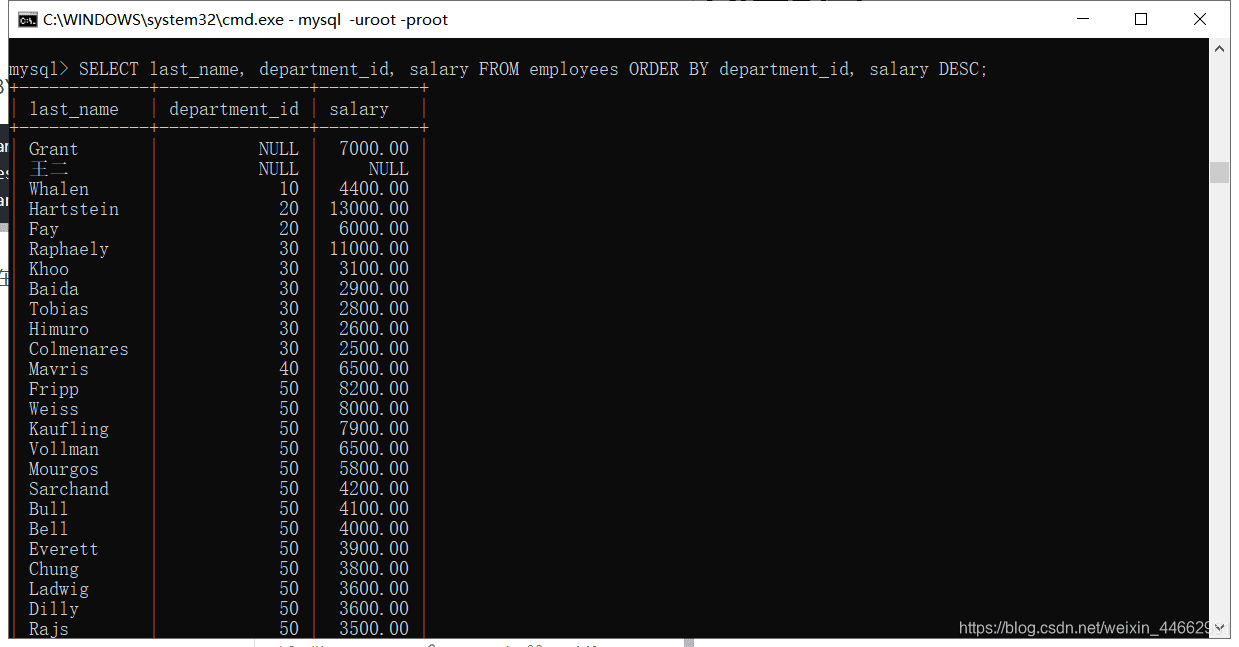 C:\WINDOWS\system32\cmd.exe - mysql  -uroot -proot
mysql> SELECT last_name, department_id, salary FROM employees ORDER BY department_id, salary DESC;
+-------------+---------------+----------+
| last_name   | department_id | salary   |
+-------------+---------------+----------+
| Grant       |          NULL |  7000.00 |
| 王二        |          NULL |     NULL |
| Whalen      |            10 |  4400.00 |
| Hartstein   |            20 | 13000.00 |
| Fay         |            20 |  6000.00 |
| Raphaely    |            30 | 11000.00 |
| Khoo        |            30 |  3100.00 |
| Baida       |            30 |  2900.00 |
| Tobias      |            30 |  2800.00 |
| Himuro      |            30 |  2600.00 |
| Colmenares  |            30 |  2500.00 |
| Mavris      |            40 |  6500.00 |
| Fripp       |            50 |  8200.00 |
| Weiss       |            50 |  8000.00 |
| Kaufling    |            50 |  7900.00 |
| Vollman     |            50 |  6500.00 |
| Mourgos     |            50 |  5800.00 |
| Sarchand    |            50 |  4200.00 |
| Bull        |            50 |  4100.00 |
| Bell        |            50 |  4000.00 |
| Everett     |            50 |  3900.00 |
| Chung       |            50 |  3800.00 |
| Ladwig      |            50 |  3600.00 |
| Dilly       |            50 |  3600.00 |
| Rajs        |            50 |  3500.00 |
https://blog.csdn.net/weixin_446629